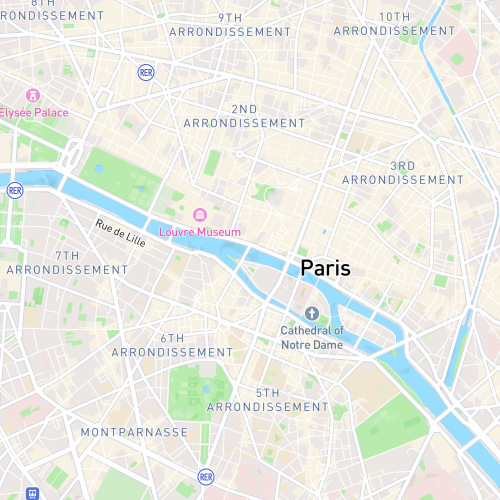 8TH
ARRONDISSEMENT
9TH
ARRONDISSEMENT
10TH
ARRONDISSEMENT
RER
Elysée Palace
2ND
ARRONDISSEMENT
3RD
ARRONDISSEMENT
RER
Louvre Museum
Rue de Lille
7TH
ARRONDISSEMENT
Paris
Cathedral of
Notre Dame
6TH
ARRONDISSEMENT
5TH
ARRONDISSEMENT
MONTPARNASSE
RER